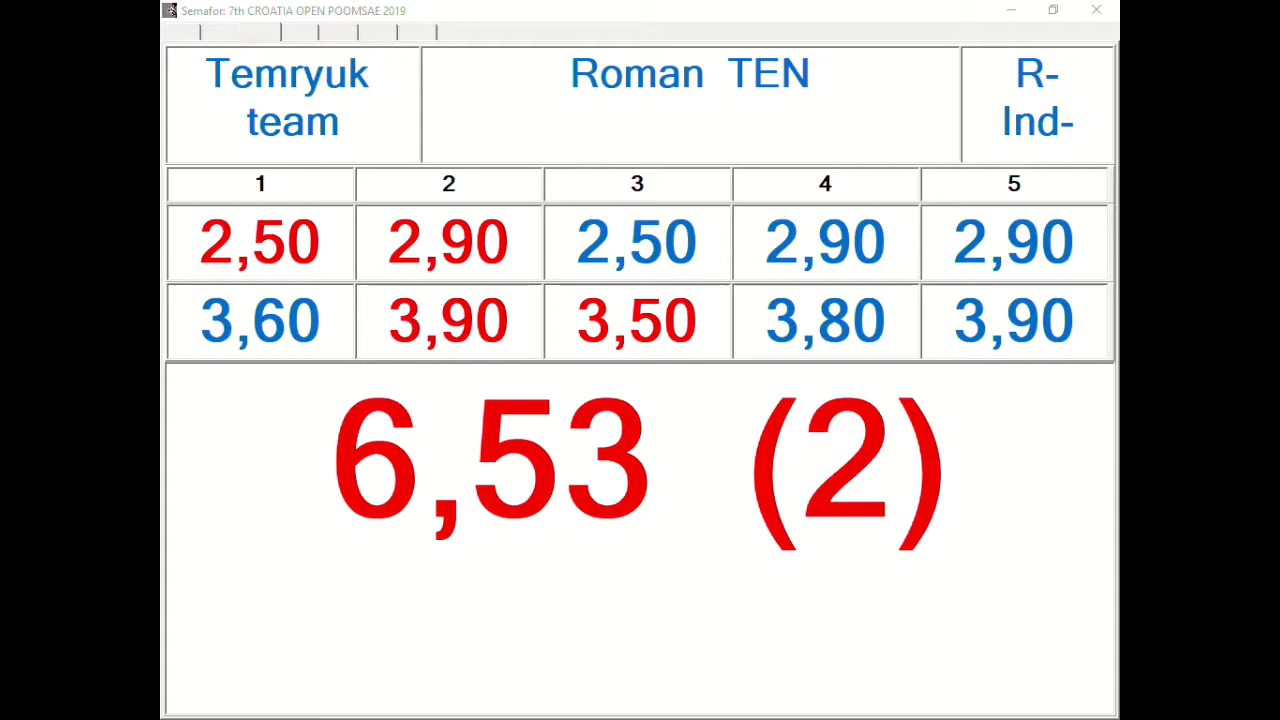 Semafor: 7th CROATIA OPEN POOMSAE 2019
Temryuk team
Roman TEN
R-Ind-
1 2 3 4 5
2,50 2,90 2,50 2,90 2,90
3,60 3,90 3,50 3,80 3,90
6,53 (2)